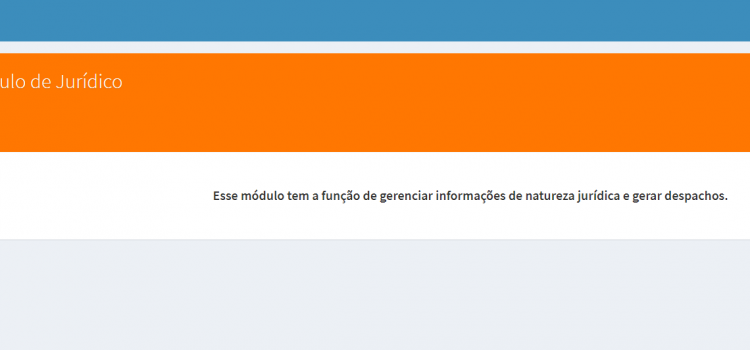 ulo de Jurídico
Esse módulo tem a função de gerenciar informações de natureza jurídica e gerar despachos.